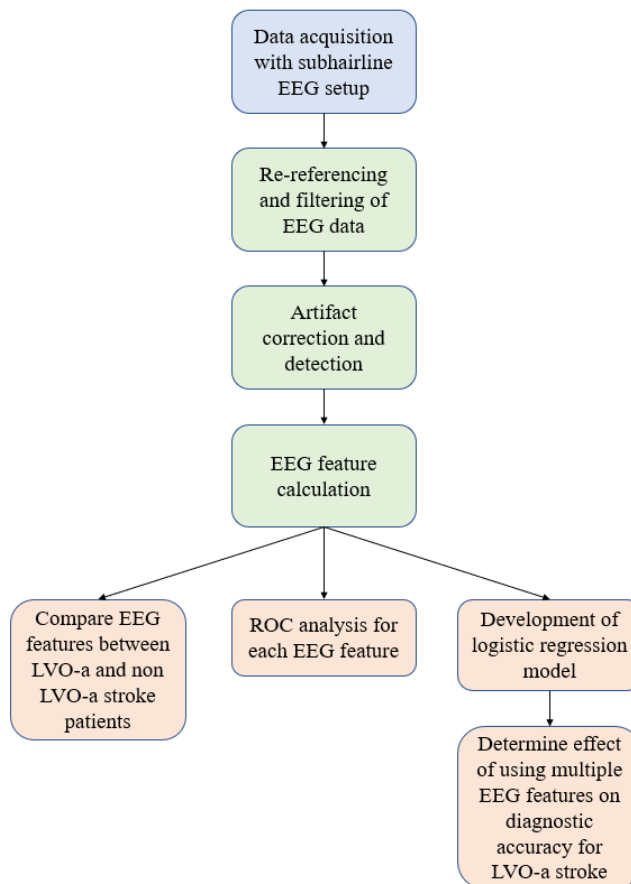 Data acquisition
with subhairline
EEG setup
Re-referencing
and filtering of
EEG data
Artifact
correction and
detection
EEG feature
calculation
Compare EEG
features between
LVO-a and non
LVO-a stroke
patients
ROC analysis for
each EEG feature
Development of
logistic regression
model
Determine effect
of using multiple
EEG features on
diagnostic
accuracy for
LVO-a stroke